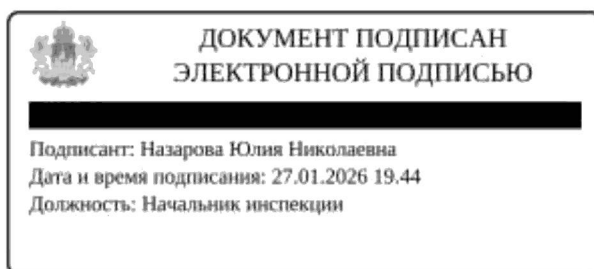 ДОКУМЕНТ ПОДПИСАН
ЭЛЕКТРОННОЙ ПОДПИСЬЮ
Подписант: Назарова Юлия Николаевна
Дата и время подписания: 27.01.2026 19.44
Должность: Начальник инспекции